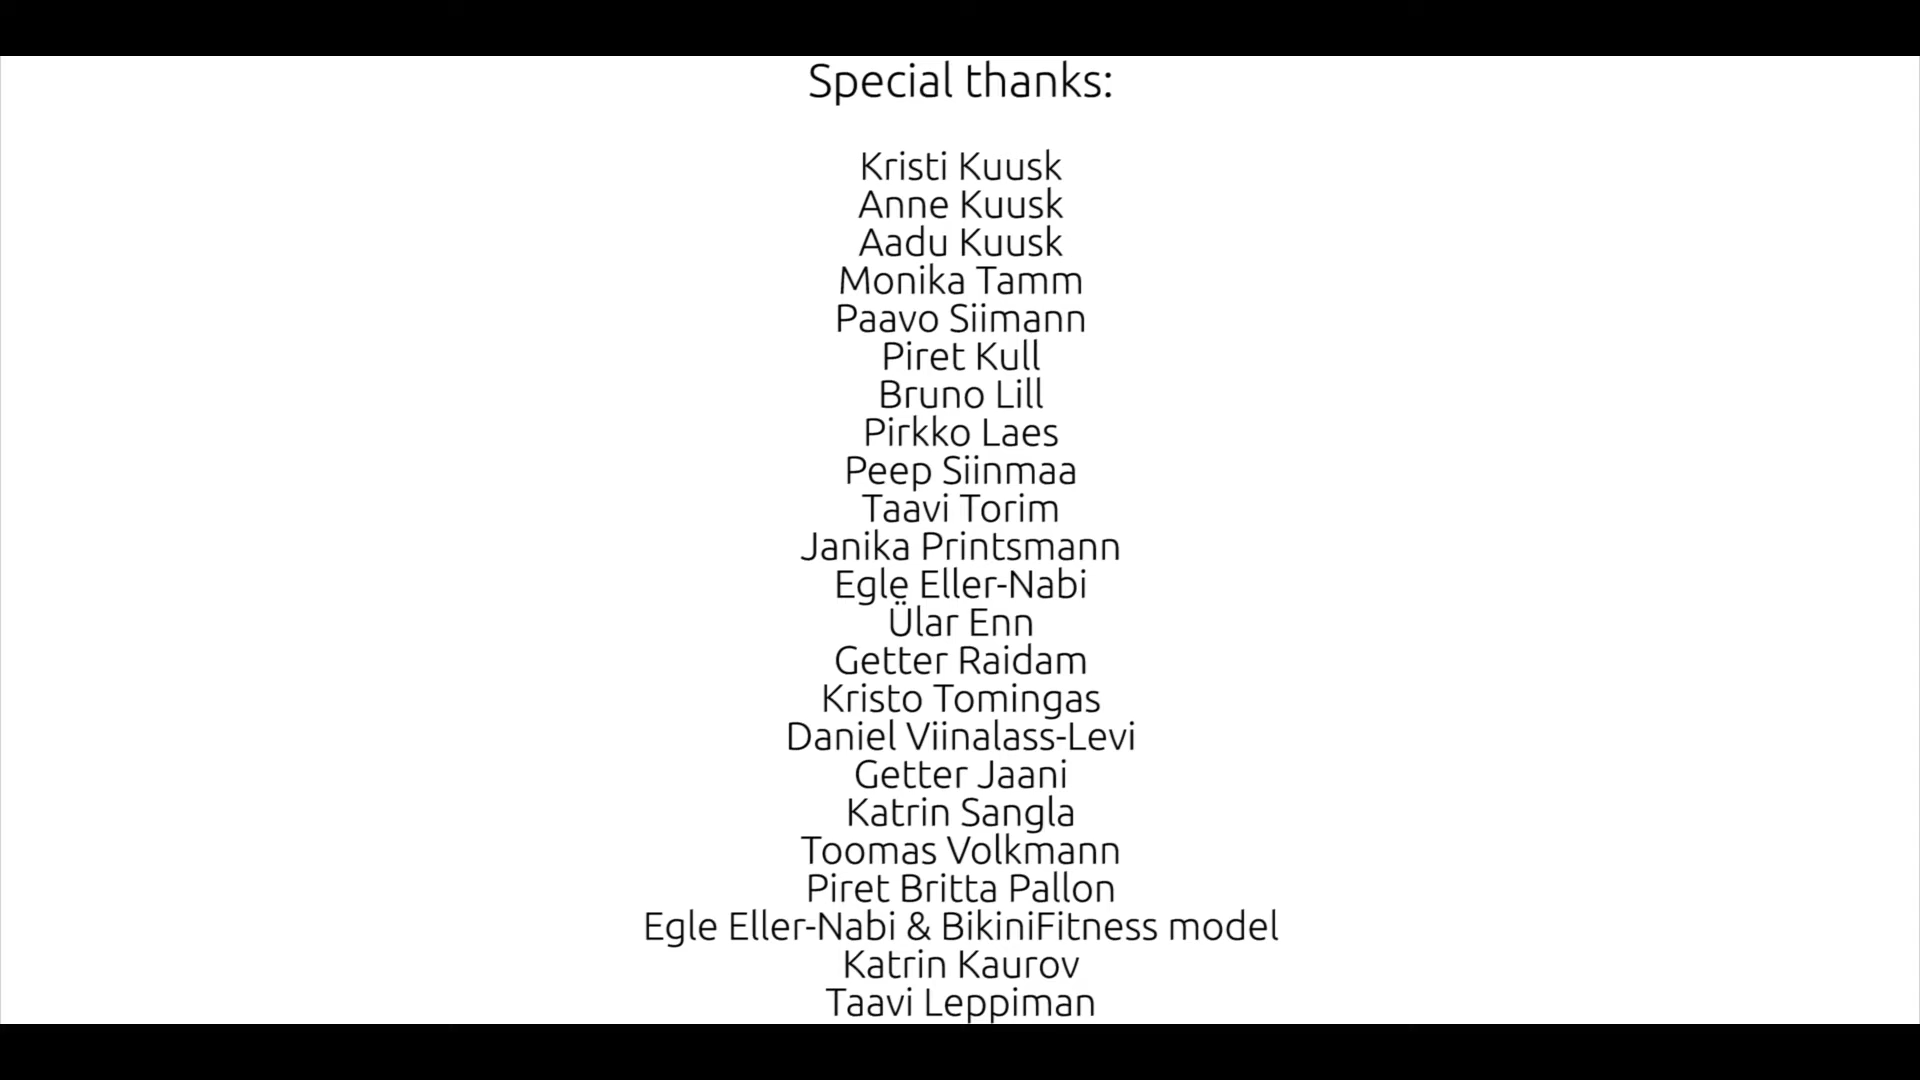 Special thanks:
Kristi Kuusk
Anne Kuusk
Aadu Kuusk
Monika Tamm
Paavo Siimann
Piret Kull
Bruno Lill
Pirkko Laes
Peep Siinmaa
Taavi Torim
Janika Printsmann
Egle Eller-Nabi
Ülar Enn
Getter Raidam
Kristo Tomingas
Daniel Viinalass-Levi
Getter Jaani
Katrin Sangla
Toomas Volkmann
Piret Britta Pallon
Egle Eller-Nabi & BikiniFitness model
Katrin Kaurov
Taavi Leppiman